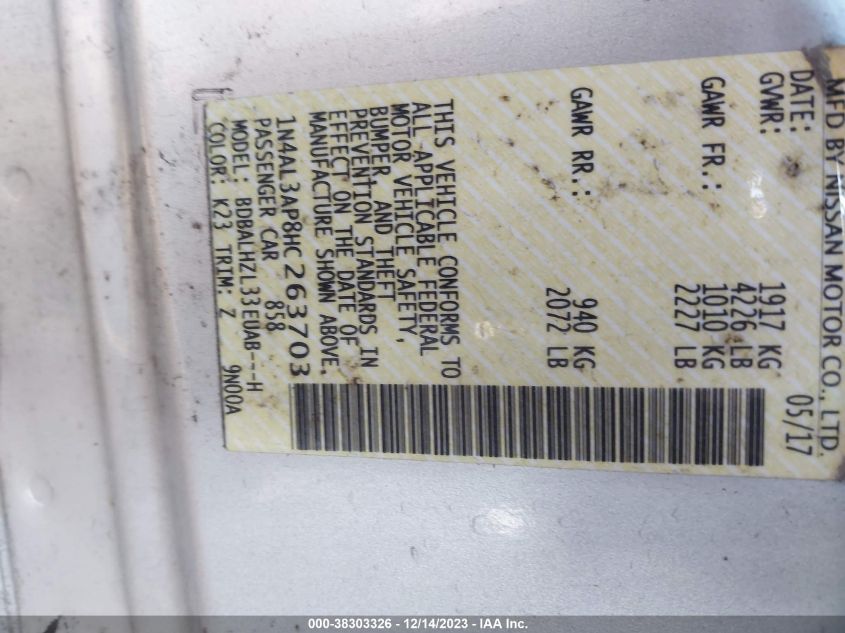 MFD BY NISSAN MOTOR CO., LTD.
DATE: 05/17
GVWR: 1917 KG
4226 LB
GAWR FR.: 1010 KG
2227 LB
GAWR RR.: 940 KG
2072 LB
THIS VEHICLE CONFORMS TO
ALL APPLICABLE FEDERAL
MOTOR VEHICLE SAFETY,
BUMPER, AND THEFT
PREVENTION STANDARDS IN
EFFECT ON THE DATE OF
MANUFACTURE SHOWN ABOVE.
1N4AL3AP8HC263703
PASSENGER CAR 858
MODEL: BDBALHZL33EUAB---H
COLOR: K23 TRIM: Z 9N00A
000-38303326 - 12/14/2023 - IAA Inc.